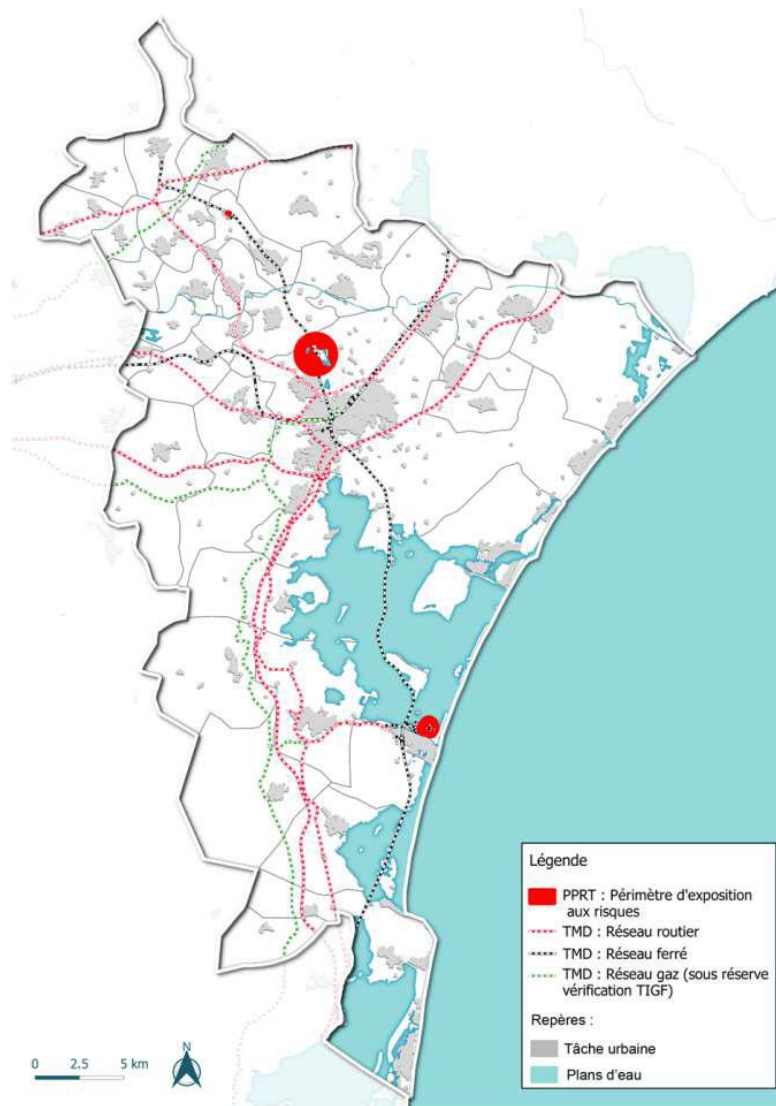 Légende
PPRT : Périmètre d'exposition
aux risques
TMD : Réseau routier
TMD : Réseau ferré
TMD : Réseau gaz (sous réserve
vérification TIGF)
Repères :
Tâche urbaine
Plans d'eau
0 2.5 5 km
N